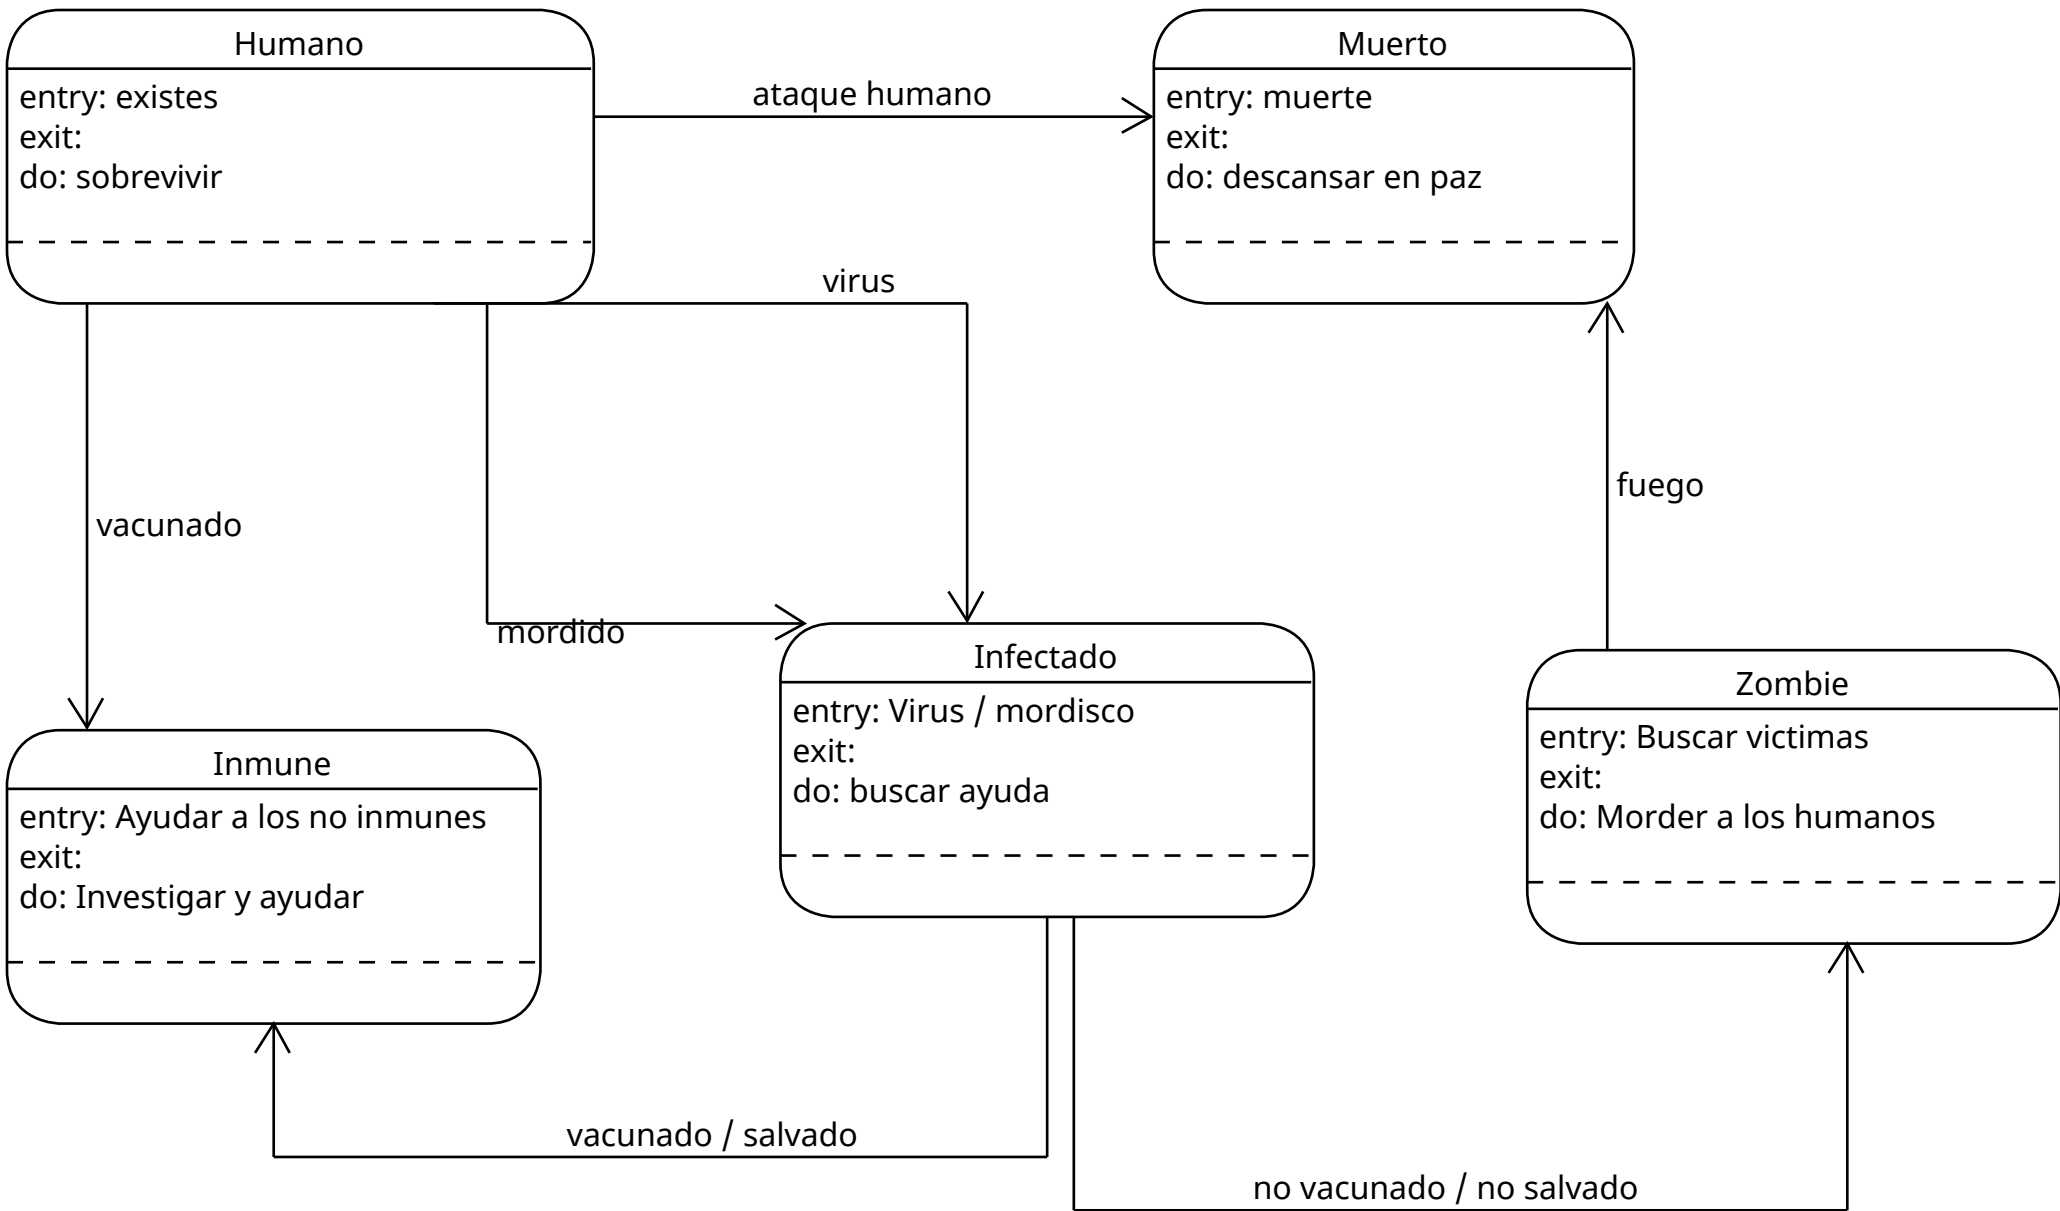 Humano
entry: existes
exit:
do: sobrevivir
ataque humano
Muerto
entry: muerte
exit:
do: descansar en paz
virus
vacunado
mordido
fuego
Inmune
entry: Ayudar a los no inmunes
exit:
do: Investigar y ayudar
Infectado
entry: Virus / mordisco
exit:
do: buscar ayuda
Zombie
entry: Buscar victimas
exit:
do: Morder a los humanos
vacunado / salvado
no vacunado / no salvado